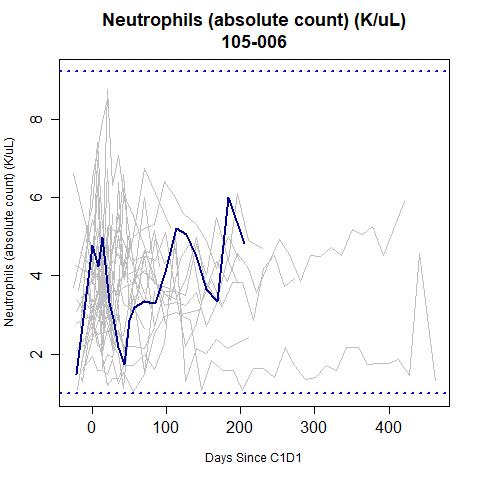 Neutrophils (absolute count) (K/uL)
105-006
Neutrophils (absolute count) (K/uL)
8
6
4
2
0 100 200 300 400
Days Since C1D1